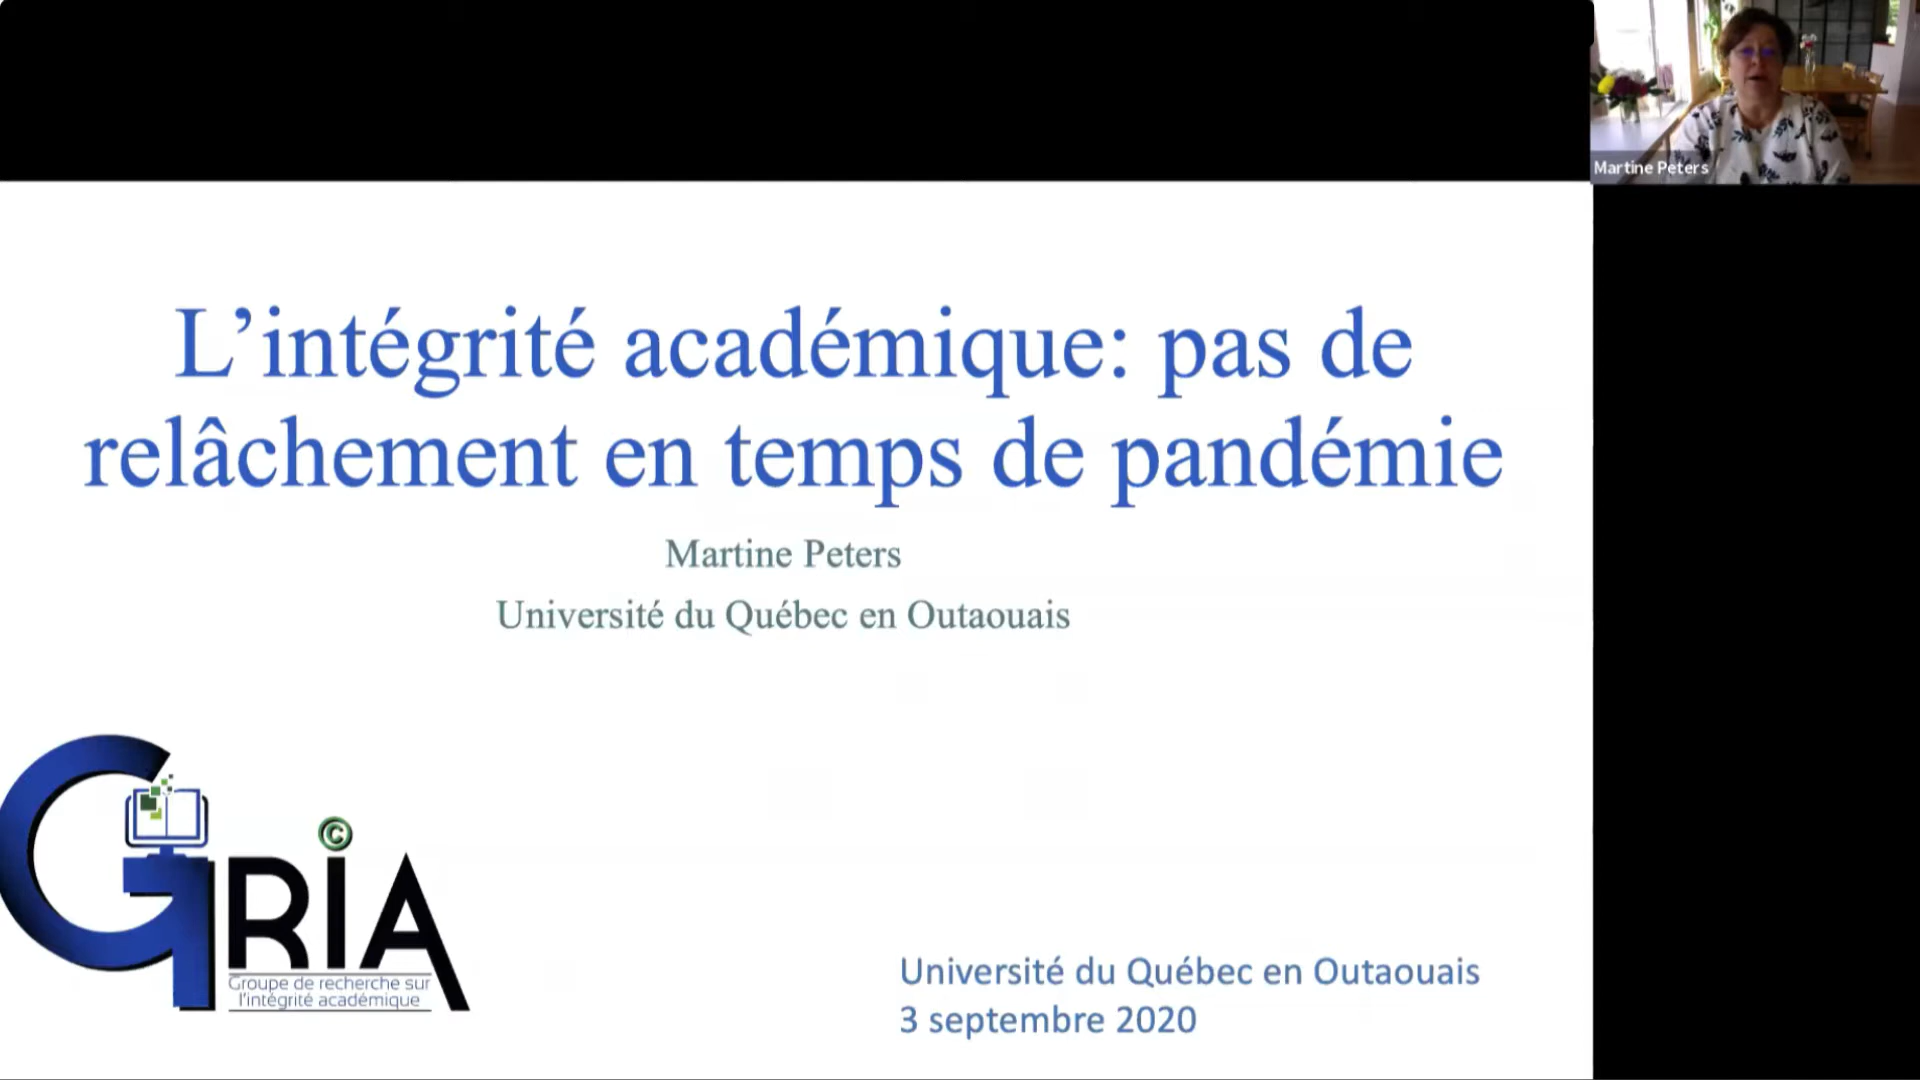 Martine Peters
L’intégrité académique: pas de
relâchement en temps de pandémie
Martine Peters
Université du Québec en Outaouais
GRIA
©
Groupe de recherche sur
l'intégrité académique
Université du Québec en Outaouais
3 septembre 2020